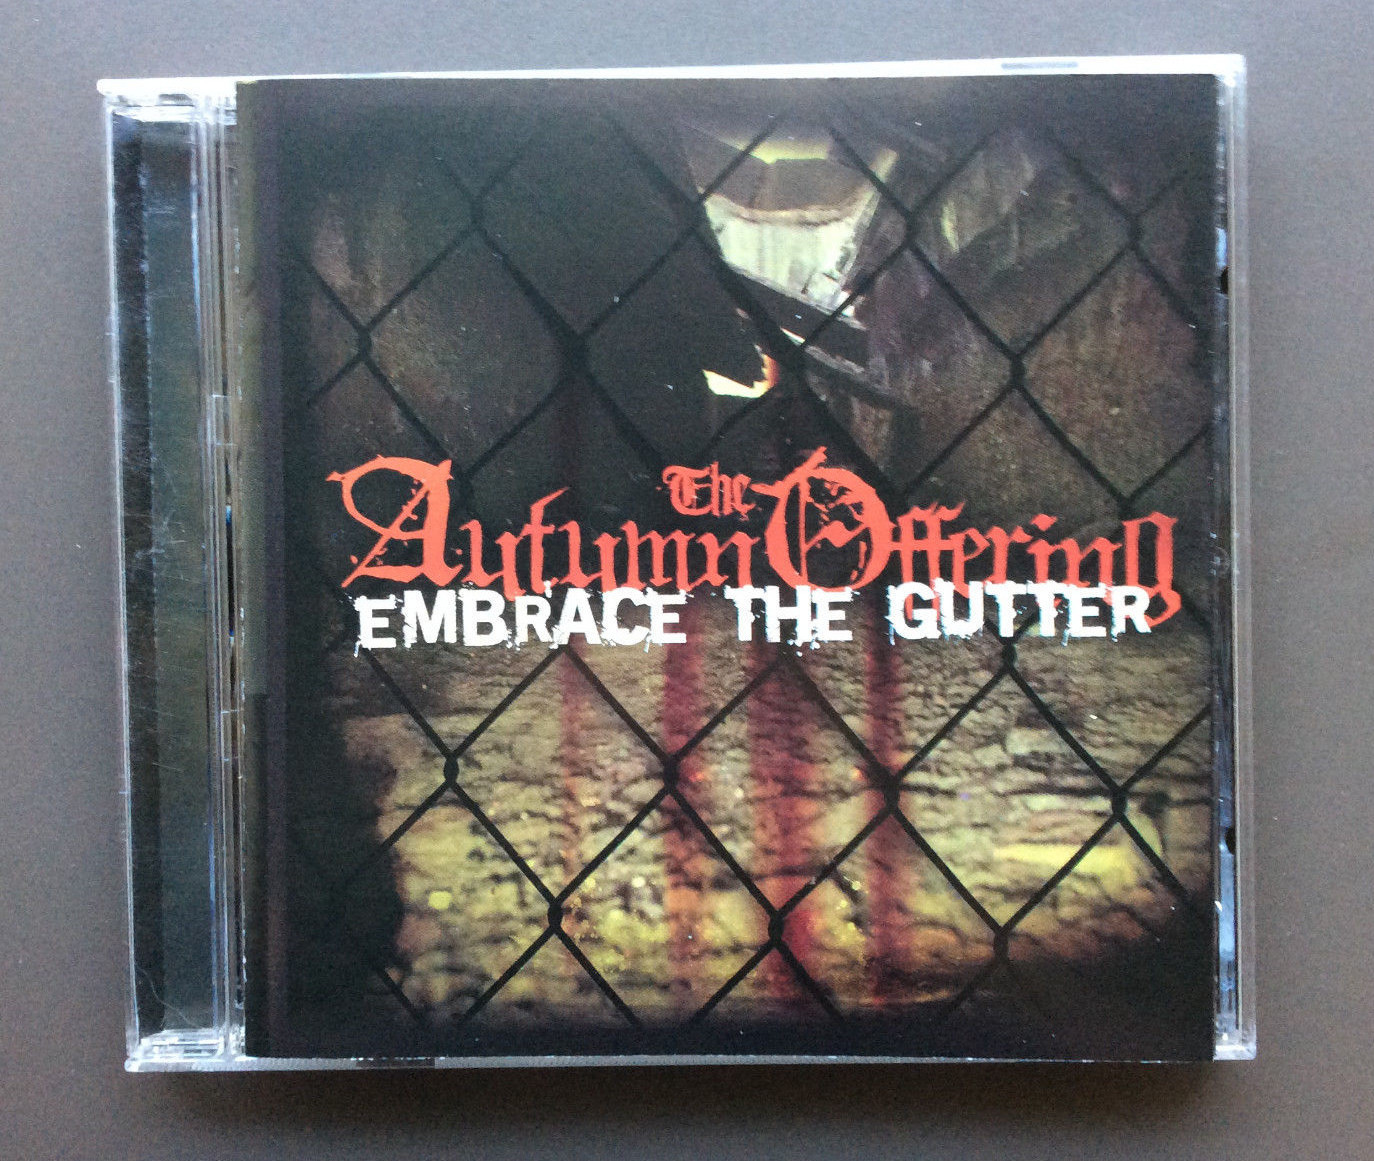 The
Autumn Offering
EMBRACE THE GUTTER